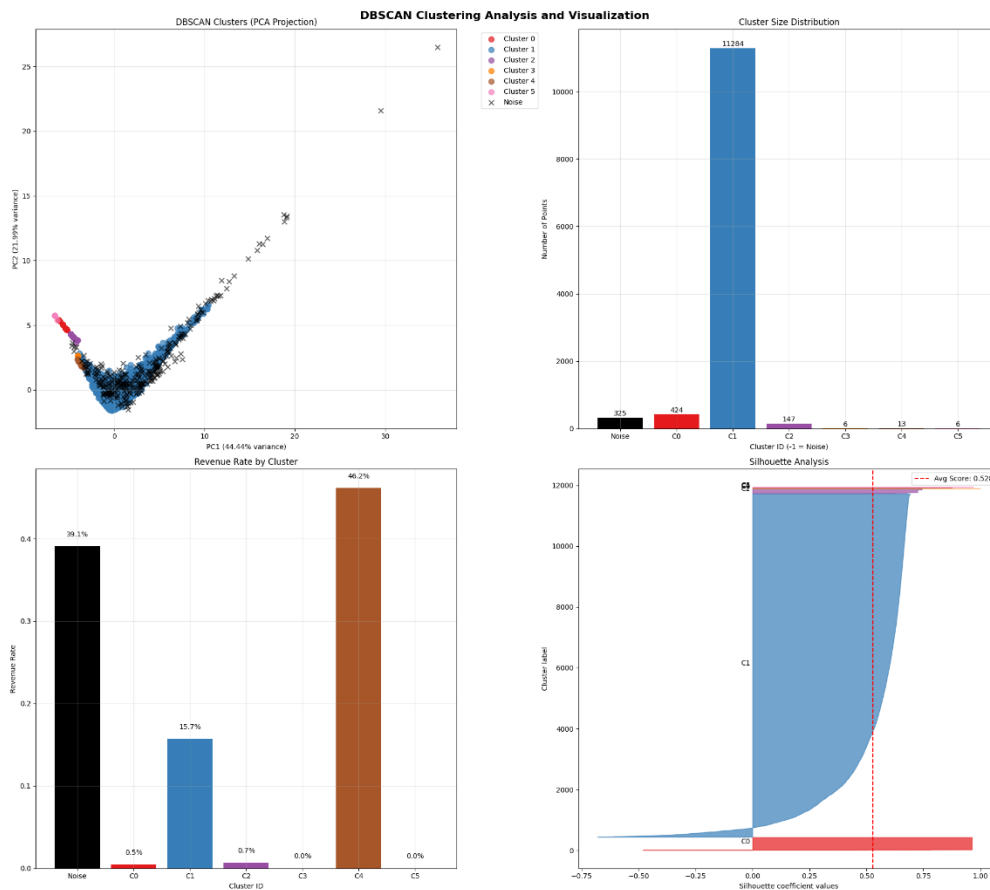 DBSCAN Clustering Analysis and Visualization
DBSCAN Clusters (PCA Projection)
25
20
15
10
5
0
PC2 (21.99% variance)
0
10
20
30
PC1 (44.44% variance)
Cluster 0
Cluster 1
Cluster 2
Cluster 3
Cluster 4
Cluster 5
Noise
Cluster Size Distribution
10000
8000
6000
4000
2000
0
Number of Points
325
424
11284
147
6
13
6
Noise
C0
C1
C2
C3
C4
C5
Cluster ID (-1 = Noise)
Revenue Rate by Cluster
0.4
0.3
0.2
0.1
0.0
Revenue Rate
39.1%
0.5%
15.7%
0.7%
0.0%
46.2%
0.0%
Noise
C0
C1
C2
C3
C4
C5
Cluster ID
Silhouette Analysis
12000
10000
8000
6000
4000
2000
0
Cluster label
Avg Score: 0.528
C1
C0
−0.75
−0.50
−0.25
0.00
0.25
0.50
0.75
1.00
Silhouette coefficient values